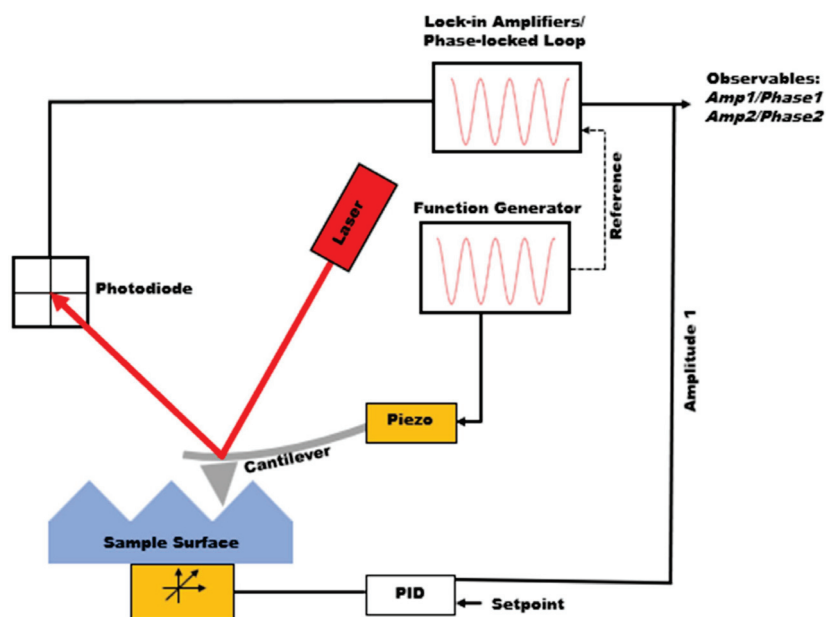 Lock-in Amplifiers/
Phase-locked Loop
Observables:
Amp1/Phase1
Amp2/Phase2
Laser
Function Generator
Reference
Photodiode
Amplitude 1
Piezo
Cantilever
Sample Surface
PID
Setpoint